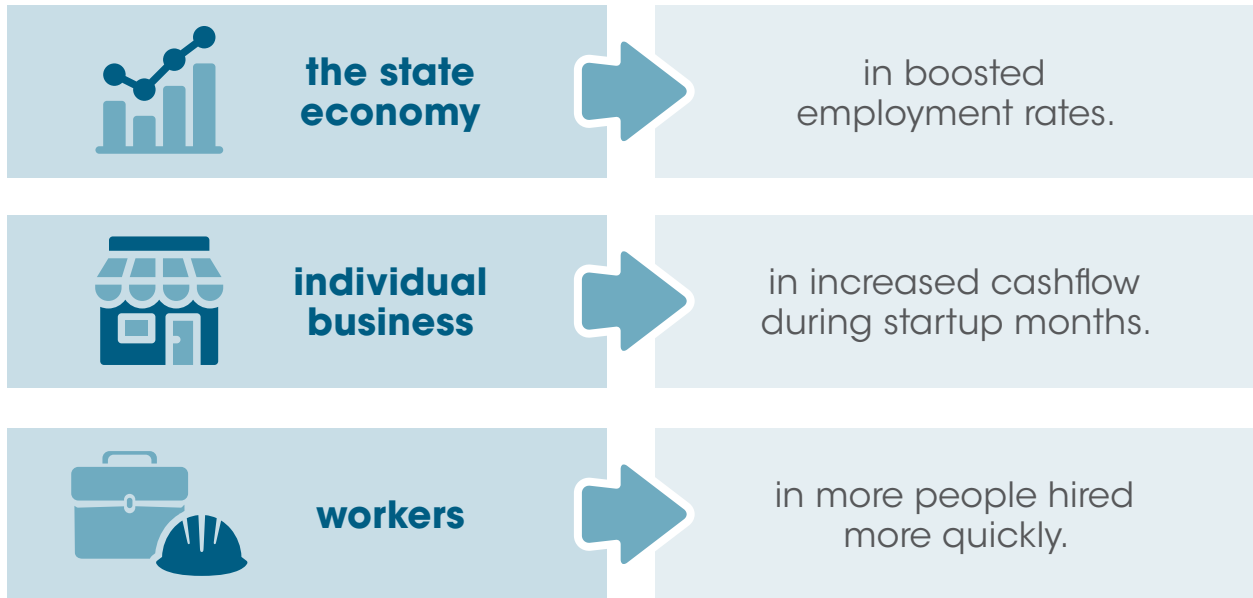 the state
economy
in boosted
employment rates.
individual
business
in increased cashflow
during startup months.
workers
in more people hired
more quickly.